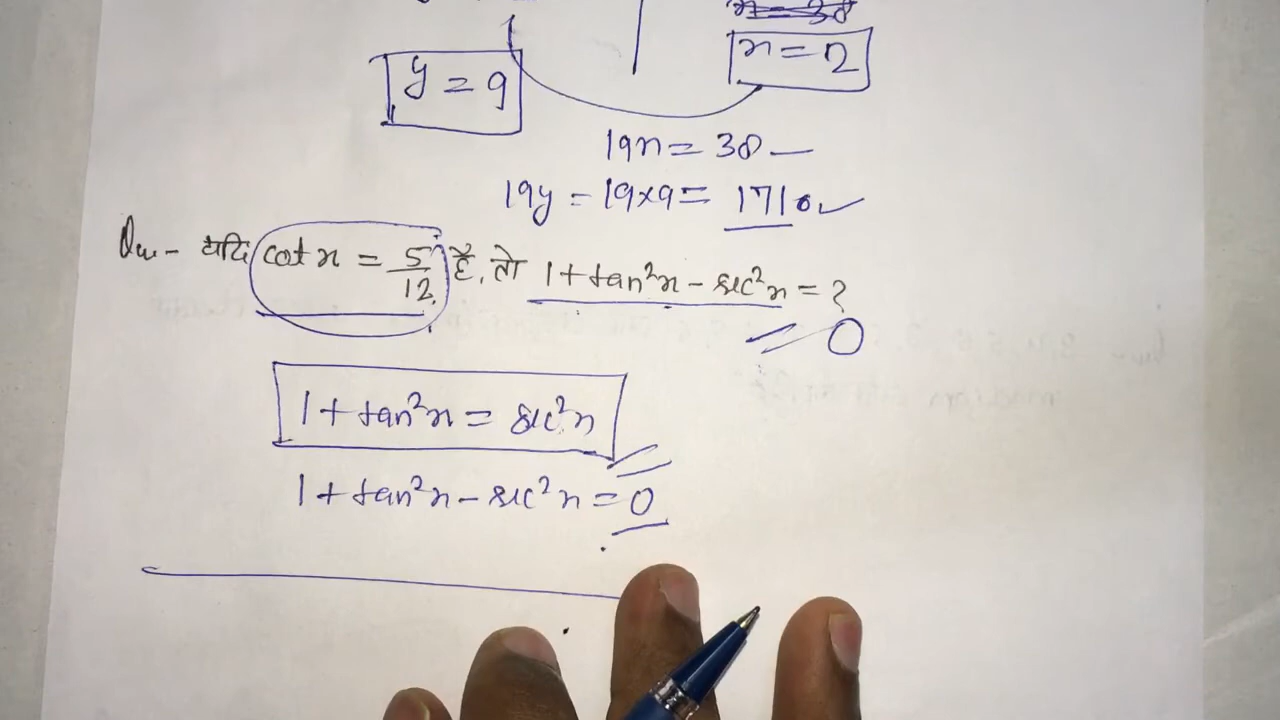 y = 9
x = 2
19x = 38
19y = 19×9 = 171
Qu - यदि cot x = 5/12 है, तो 1 + tan²x - sec²x = ?
0
1 + tan²x = sec²x
1 + tan²x - sec²x = 0